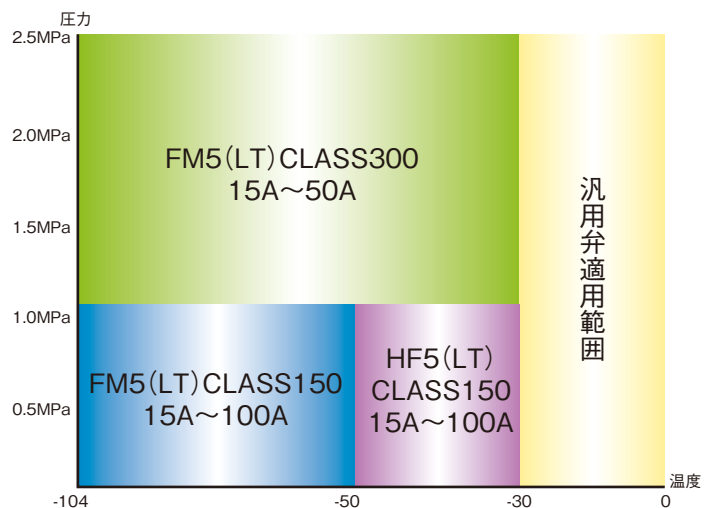 圧力
2.5MPa
2.0MPa
1.5MPa
1.0MPa
0.5MPa
FM5(LT)CLASS300
15A～50A
FM5(LT)CLASS150
15A～100A
HF5(LT)
CLASS150
15A～100A
汎用弁適用範囲
-104
-50
-30
0
温度